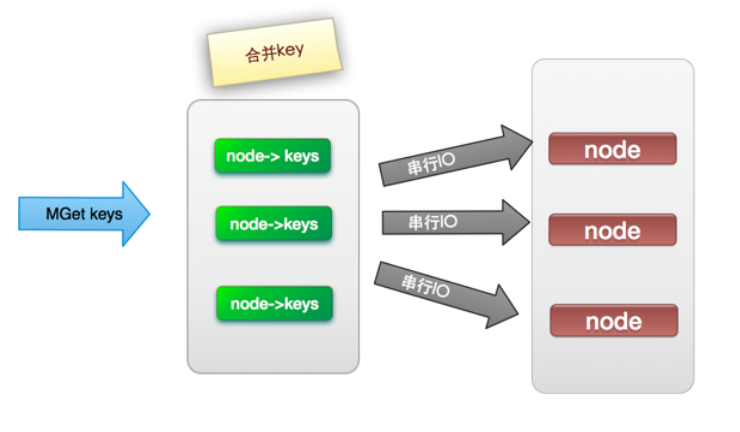 合并key
MGet keys
node-> keys
node->keys
node->keys
串行IO
串行IO
串行IO
node
node
node